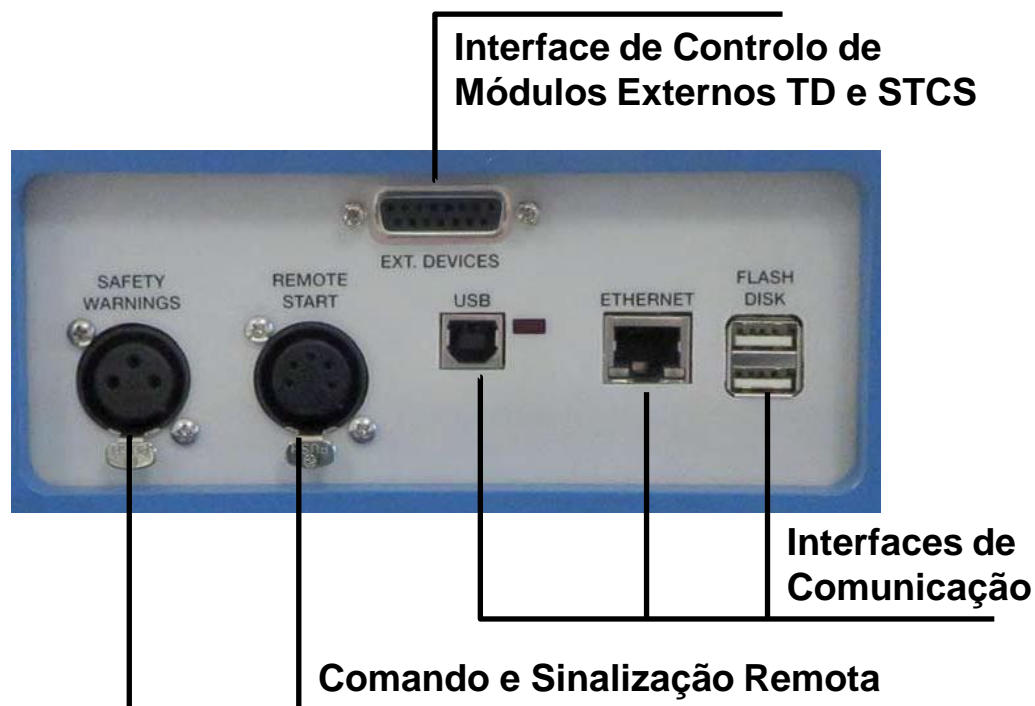 Interface de Controlo de
Módulos Externos TD e STCS
EXT. DEVICES
SAFETY
WARNINGS
REMOTE
START
USB
ETHERNET
FLASH
DISK
Interfaces de
Comunicação
Comando e Sinalização Remota